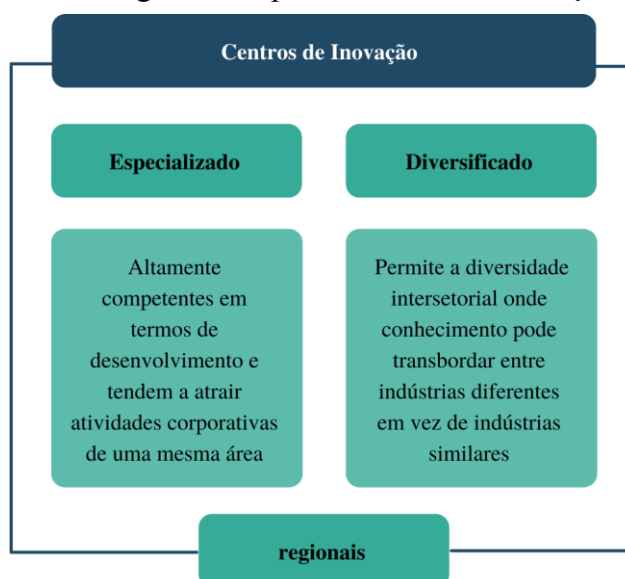 Centros de Inovação
Especializado
Diversificado
Altamente
competentes em
termos de
desenvolvimento e
tendem a atrair
atividades corporativas
de uma mesma área
Permite a diversidade
intersetorial onde
conhecimento pode
transbordar entre
indústrias diferentes
em vez de indústrias
similares
regionais